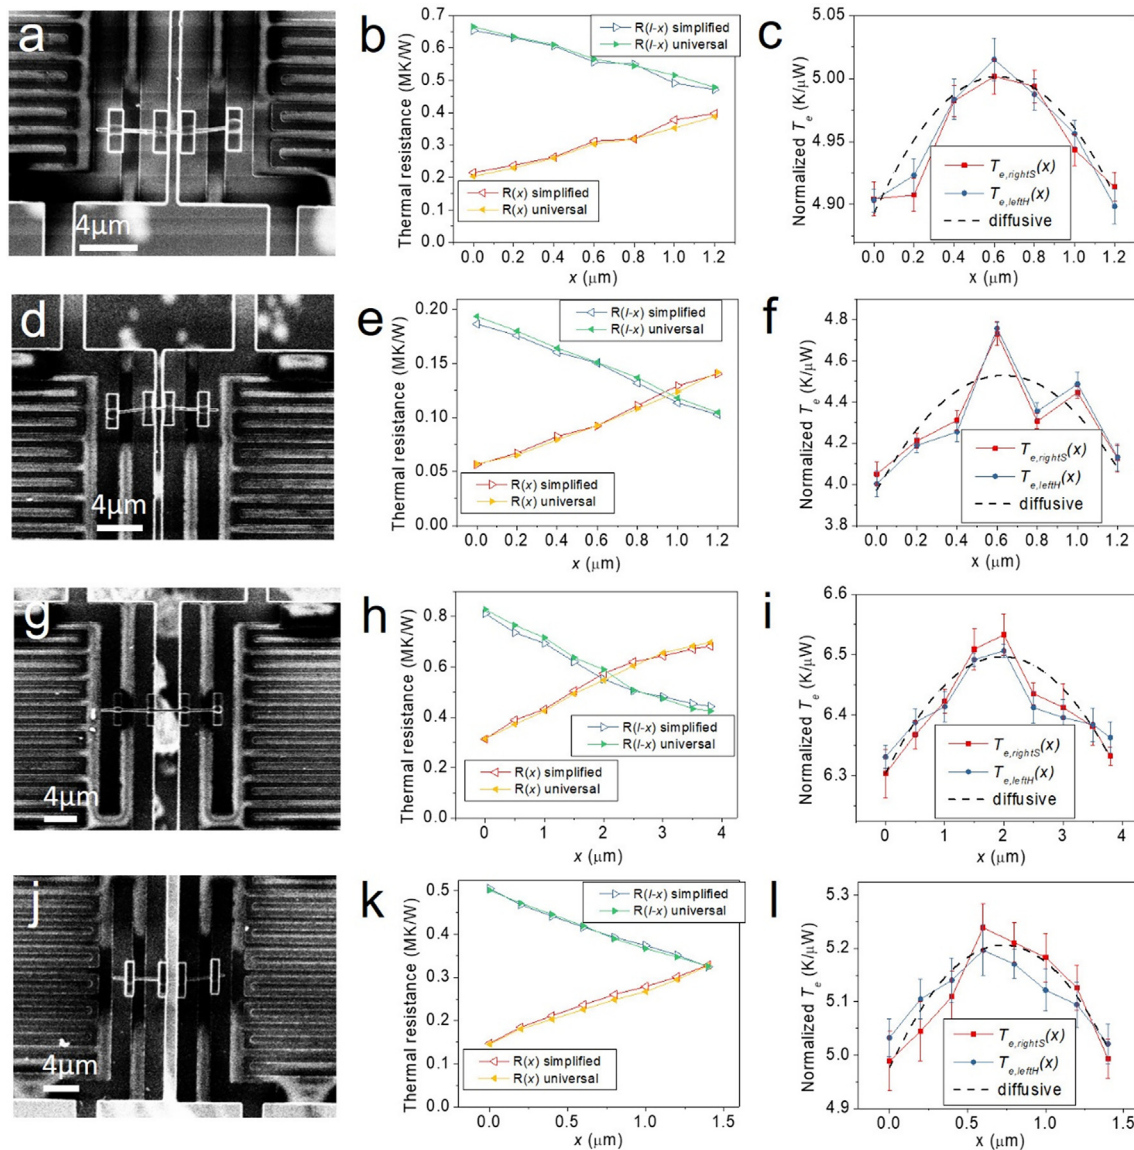 a
4μm
b
Thermal resistance (MK/W)
0.7
0.6
0.5
0.4
0.3
0.2
0.1
0.0
R(l-x) simplified
R(l-x) universal
R(x) simplified
R(x) universal
0.0 0.2 0.4 0.6 0.8 1.0 1.2
x (μm)
c
Normalized T_e (K/μW)
5.05
5.00
4.95
4.90
T_e,rightS(x)
T_e,leftH(x)
diffusive
0.0 0.2 0.4 0.6 0.8 1.0 1.2
x (μm)
d
4μm
e
Thermal resistance (MK/W)
0.20
0.15
0.10
0.05
0.00
R(l-x) simplified
R(l-x) universal
R(x) simplified
R(x) universal
0.0 0.2 0.4 0.6 0.8 1.0 1.2
x (μm)
f
Normalized T_e (K/μW)
4.8
4.6
4.4
4.2
4.0
3.8
T_e,rightS(x)
T_e,leftH(x)
diffusive
0.0 0.2 0.4 0.6 0.8 1.0 1.2
x (μm)
g
4μm
h
Thermal resistance (MK/W)
0.8
0.6
0.4
0.2
0.0
R(l-x) simplified
R(l-x) universal
R(x) simplified
R(x) universal
0 1 2 3 4
x (μm)
i
Normalized T_e (K/μW)
6.6
6.5
6.4
6.3
T_e,rightS(x)
T_e,leftH(x)
diffusive
0 1 2 3 4
x (μm)
j
4μm
k
Thermal resistance (MK/W)
0.5
0.4
0.3
0.2
0.1
0.0
R(l-x) simplified
R(l-x) universal
R(x) simplified
R(x) universal
0.0 0.5 1.0 1.5
x (μm)
l
Normalized T_e (K/μW)
5.3
5.2
5.1
5.0
4.9
T_e,rightS(x)
T_e,leftH(x)
diffusive
0.0 0.5 1.0 1.5
x (μm)